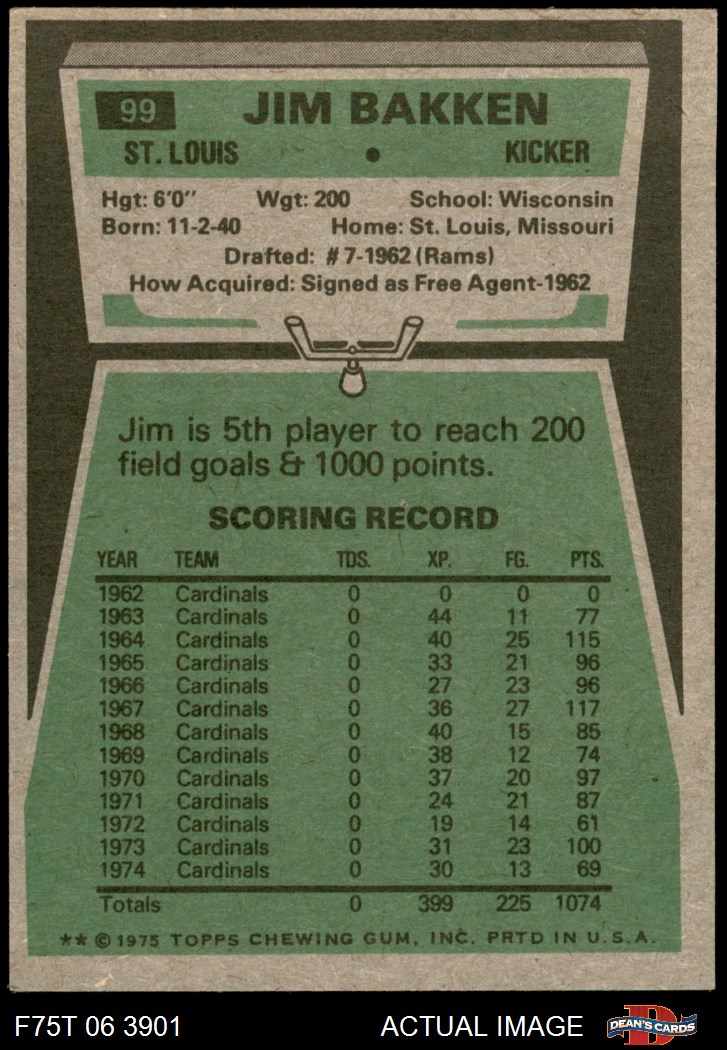 99 JIM BAKKEN
ST. LOUIS • KICKER
Hgt: 6'0" Wgt: 200 School: Wisconsin
Born: 11-2-40 Home: St. Louis, Missouri
Drafted: #7-1962 (Rams)
How Acquired: Signed as Free Agent-1962
Jim is 5th player to reach 200
field goals & 1000 points.
SCORING RECORD
YEAR TEAM TDS. XP. FG. PTS.
1962 Cardinals 0 0 0 0
1963 Cardinals 0 44 11 77
1964 Cardinals 0 40 25 115
1965 Cardinals 0 33 21 96
1966 Cardinals 0 27 23 96
1967 Cardinals 0 36 27 117
1968 Cardinals 0 40 15 85
1969 Cardinals 0 38 12 74
1970 Cardinals 0 37 20 97
1971 Cardinals 0 24 21 87
1972 Cardinals 0 19 14 61
1973 Cardinals 0 31 23 100
1974 Cardinals 0 30 13 69
Totals 0 399 225 1074
** © 1975 TOPPS CHEWING GUM, INC. PRTD IN U.S.A.
F75T 06 3901 ACTUAL IMAGE D DEAN'S CARDS